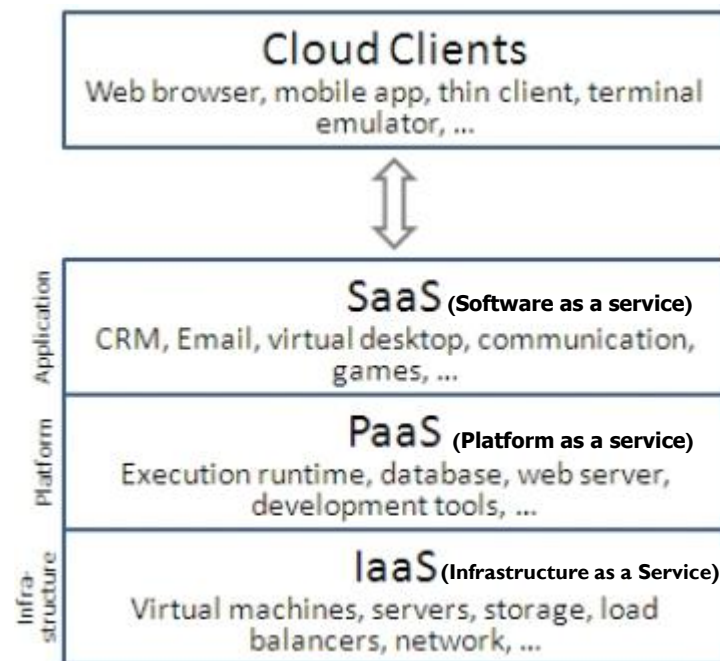 Cloud Clients
Web browser, mobile app, thin client, terminal
emulator, ...
Application
SaaS (Software as a service)
CRM, Email, virtual desktop, communication,
games, ...
Platform
PaaS (Platform as a service)
Execution runtime, database, web server,
development tools, ...
Infra-
structure
IaaS (Infrastructure as a Service)
Virtual machines, servers, storage, load
balancers, network, ...